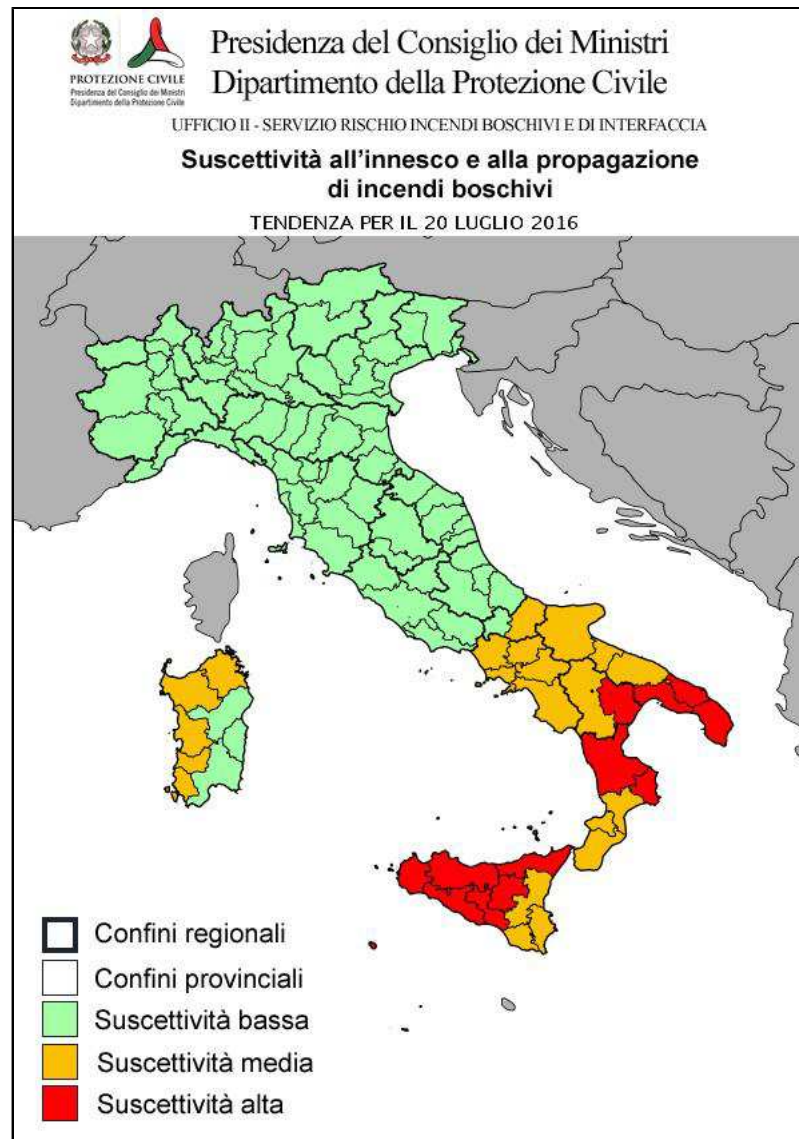 PROTEZIONE CIVILE
Presidenza del Consiglio dei Ministri
Dipartimento della Protezione Civile
Presidenza del Consiglio dei Ministri
Dipartimento della Protezione Civile
UFFICIO II - SERVIZIO RISCHIO INCENDI BOSCHIVI E DI INTERFACCIA
Suscettività all'innesco e alla propagazione
di incendi boschivi
TENDENZA PER IL 20 LUGLIO 2016
Confini regionali
Confini provinciali
Suscettività bassa
Suscettività media
Suscettività alta